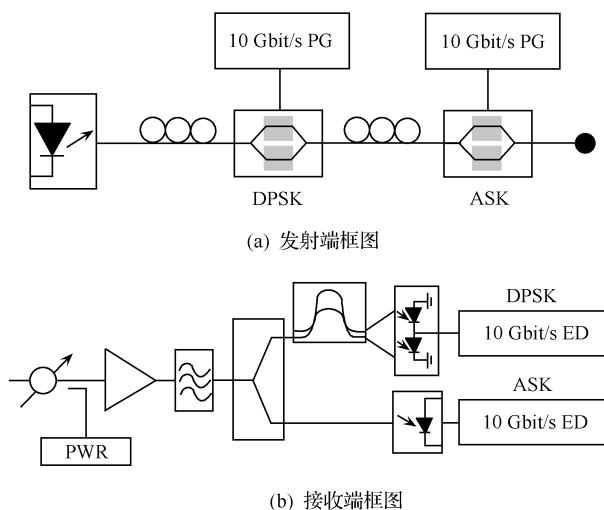 10 Gbit/s PG
10 Gbit/s PG
DPSK
ASK
(a) 发射端框图
DPSK
10 Gbit/s ED
ASK
10 Gbit/s ED
PWR
(b) 接收端框图